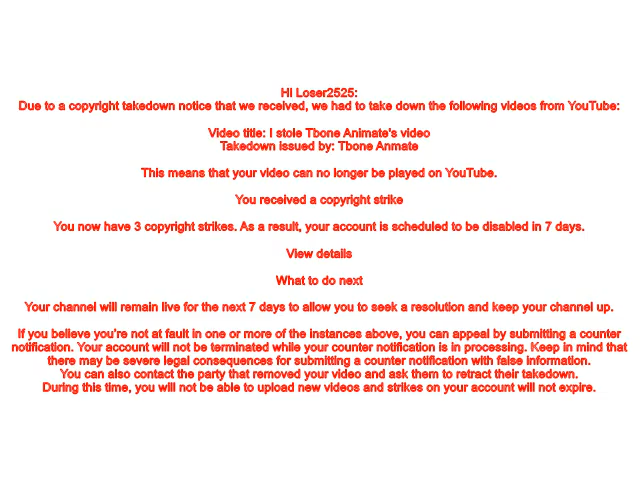 Hi Loser2525:
Due to a copyright takedown notice that we received, we had to take down the following videos from YouTube:
Video title: I stole Tbone Animate's video
Takedown issued by: Tbone Anmate
This means that your video can no longer be played on YouTube.
You received a copyright strike
You now have 3 copyright strikes. As a result, your account is scheduled to be disabled in 7 days.
View details
What to do next
Your channel will remain live for the next 7 days to allow you to seek a resolution and keep your channel up.
If you believe you're not at fault in one or more of the instances above, you can appeal by submitting a counter
notification. Your account will not be terminated while your counter notification is in processing. Keep in mind that
there may be severe legal consequences for submitting a counter notification with false information.
You can also contact the party that removed your video and ask them to retract their takedown.
During this time, you will not be able to upload new videos and strikes on your account will not expire.